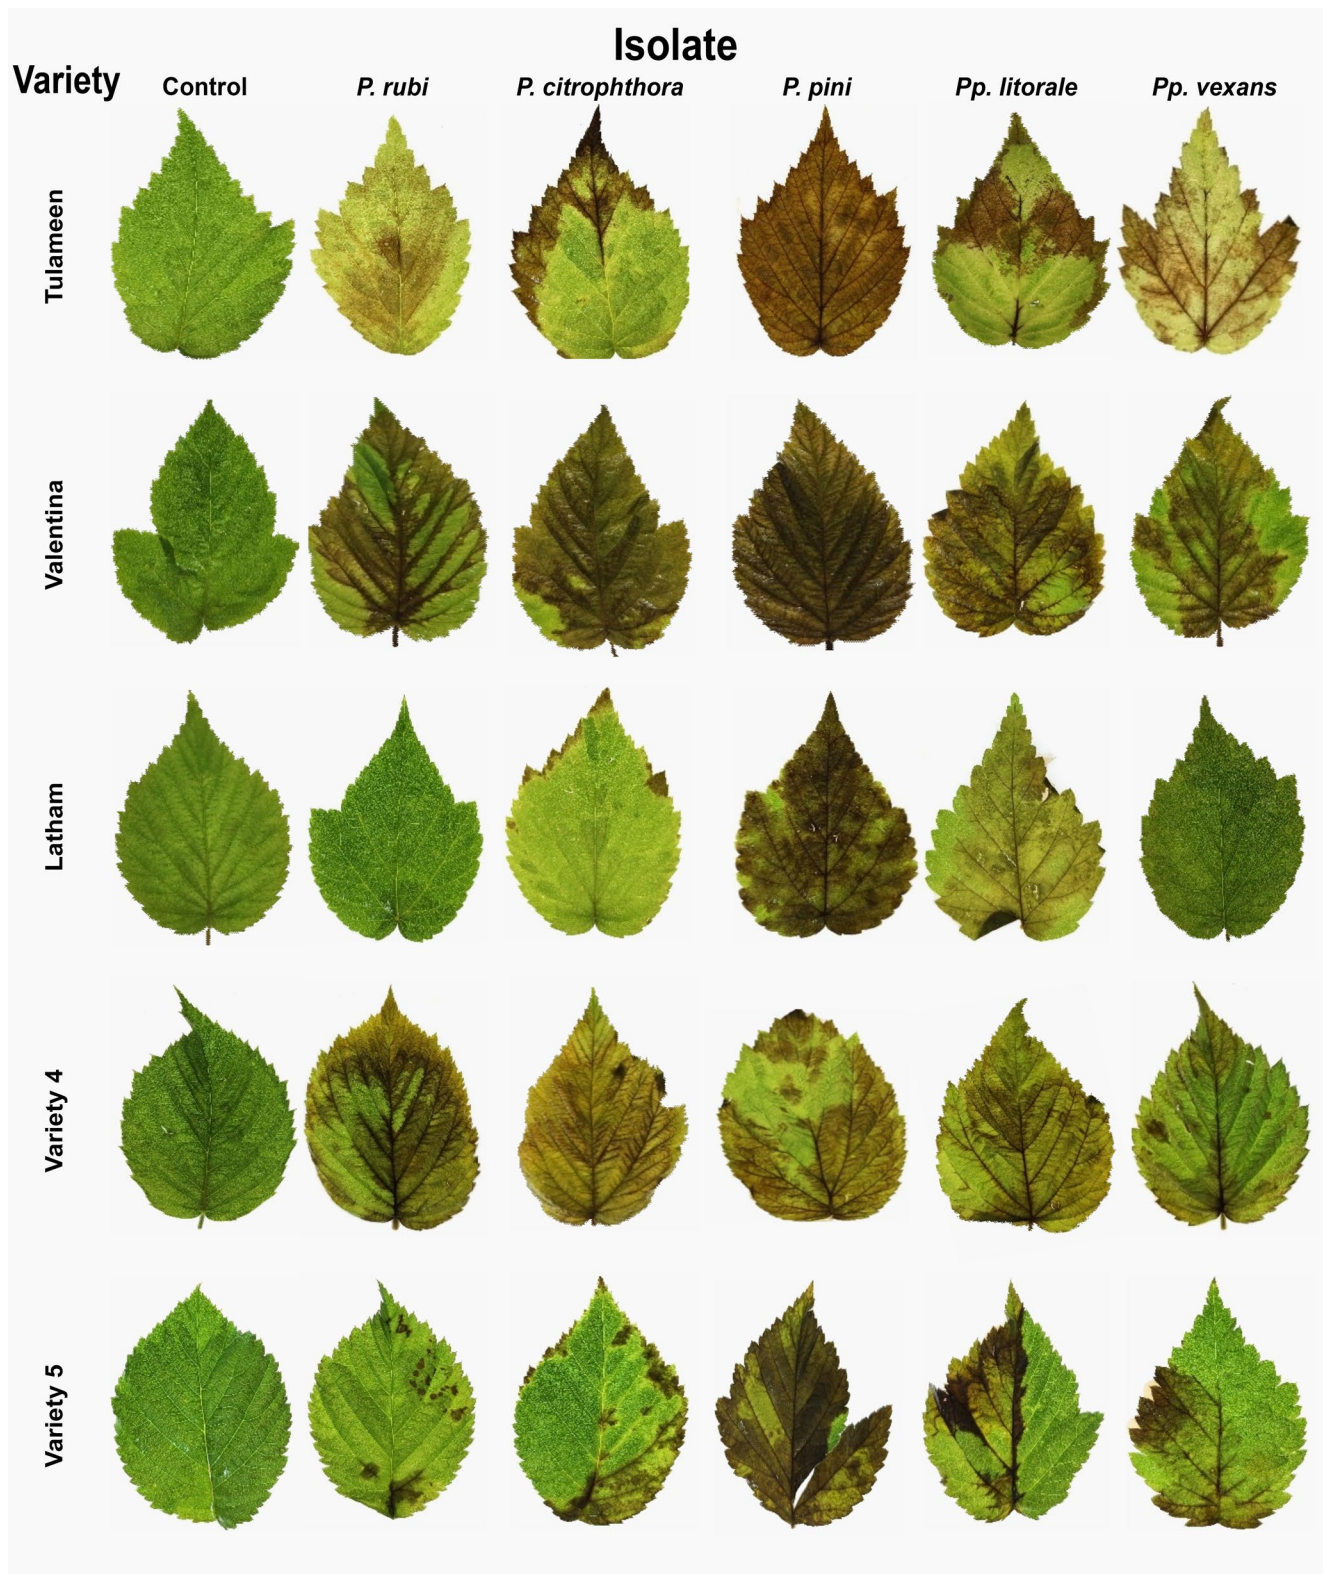 Isolate
Variety
Control P. rubi P. citrophthora P. pini Pp. litorale Pp. vexans
Tulameen
Valentina
Latham
Variety 4
Variety 5